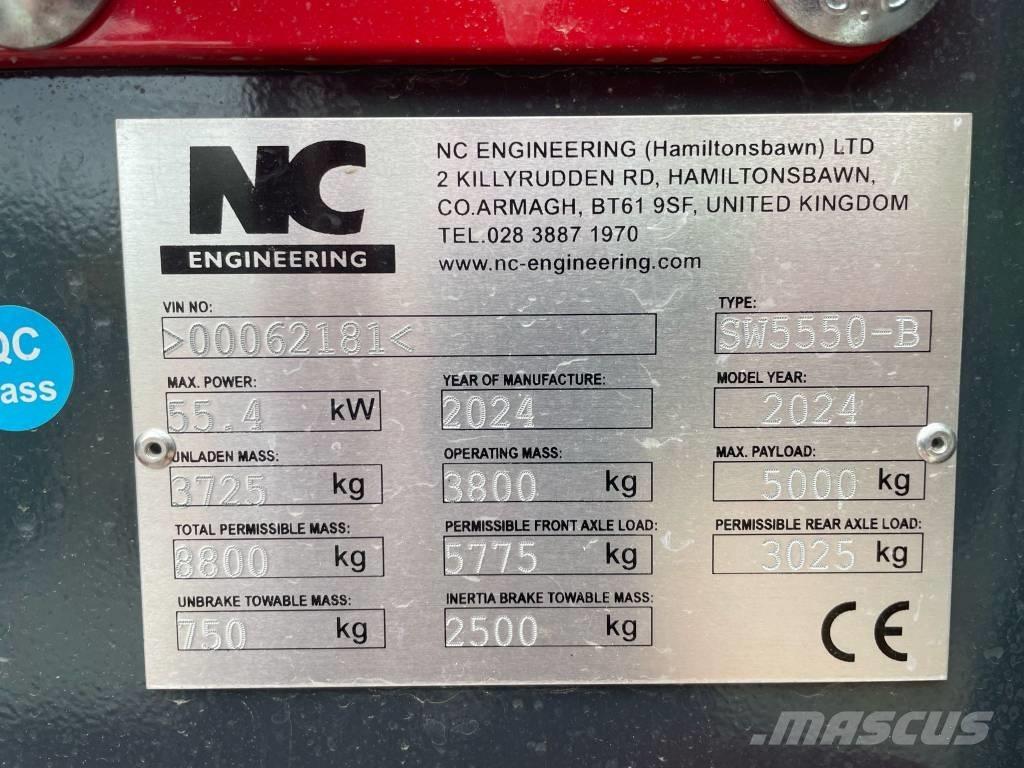 NC
ENGINEERING
NC ENGINEERING (Hamiltonsbawn) LTD
2 KILLYRUDDEN RD, HAMILTONSBAWN,
CO.ARMAGH, BT61 9SF, UNITED KINGDOM
TEL.028 3887 1970
www.nc-engineering.com
VIN NO: TYPE:
>00062181< SW5550-B
MAX. POWER: YEAR OF MANUFACTURE: MODEL YEAR:
55.4 kW 2024 2024
UNLADEN MASS: OPERATING MASS: MAX. PAYLOAD:
3725 kg 3800 kg 5000 kg
TOTAL PERMISSIBLE MASS: PERMISSIBLE FRONT AXLE LOAD: PERMISSIBLE REAR AXLE LOAD:
8800 kg 5775 kg 3025 kg
UNBRAKE TOWABLE MASS: INERTIA BRAKE TOWABLE MASS:
750 kg 2500 kg
CE
QC
ass
MASCUS